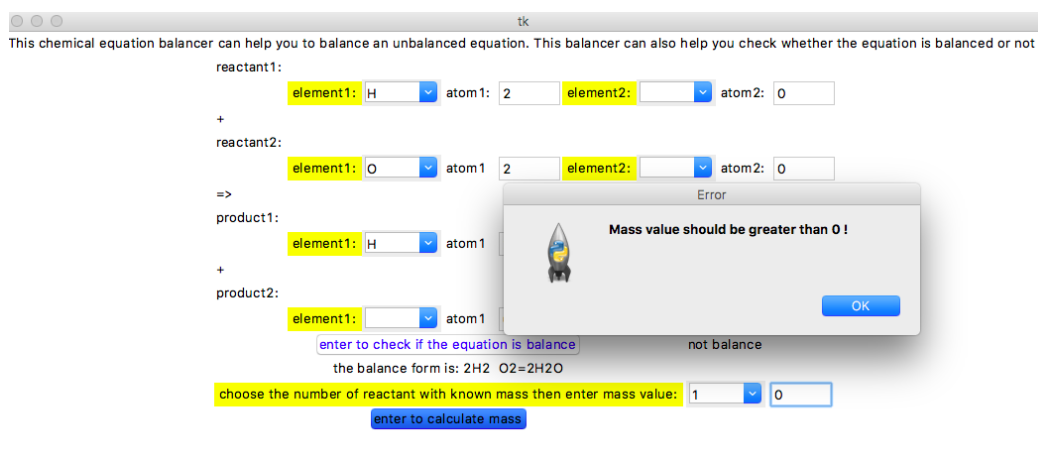 tk
This chemical equation balancer can help you to balance an unbalanced equation. This balancer can also help you check whether the equation is balanced or not
reactant1:
element1: H atom1: 2 element2: atom2: 0
+
reactant2:
element1: O atom1 2 element2: atom2: 0
=>
Error
product1:
Mass value should be greater than 0 !
element1: H atom1
+
product2:
OK
element1: atom1
enter to check if the equation is balance not balance
the balance form is: 2H2 O2=2H2O
choose the number of reactant with known mass then enter mass value: 1 0
enter to calculate mass